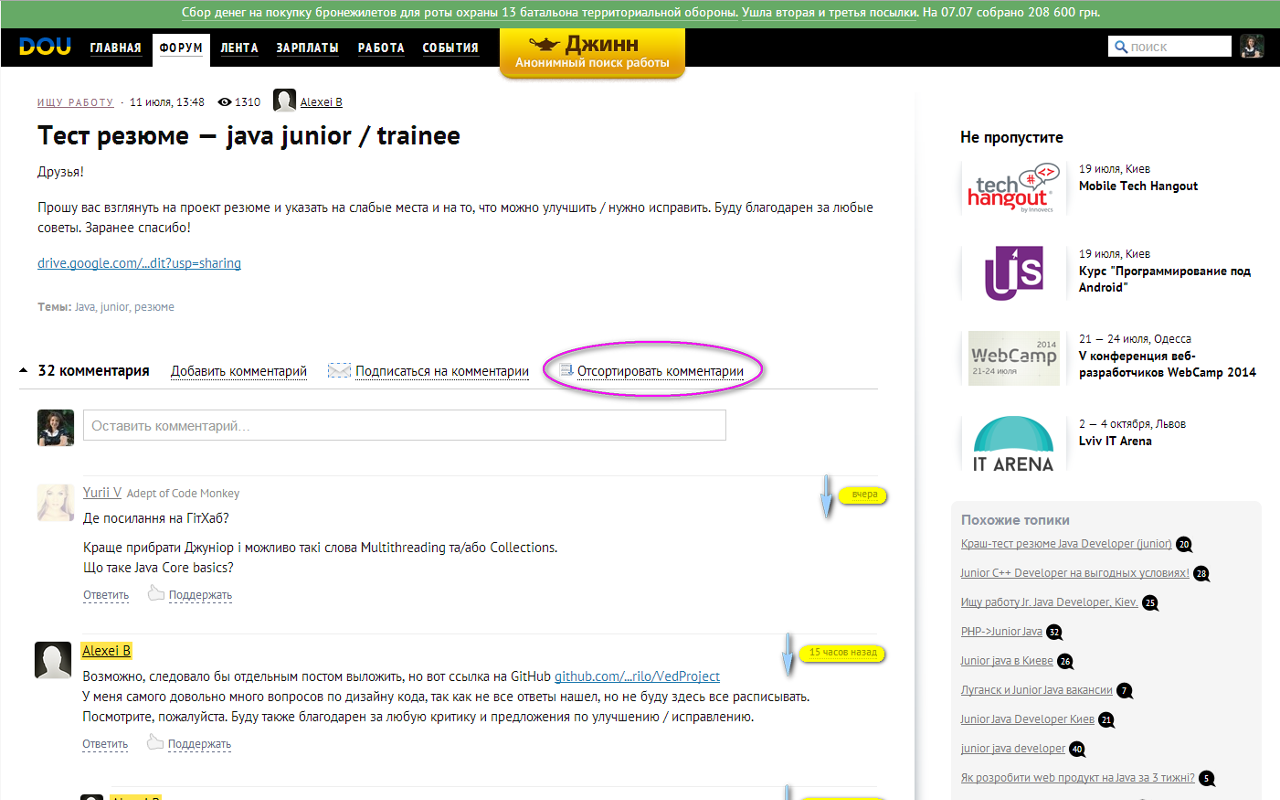 Сбор денег на покупку бронежилетов для роты охраны 13 батальона территориальной обороны. Ушла вторая и третья посылки. На 07.07 собрано 208 600 грн.
DOU ГЛАВНАЯ ФОРУМ ЛЕНТА ЗАРПЛАТЫ РАБОТА СОБЫТИЯ
Джинн
Анонимный поиск работы
поиск
ИЩУ РАБОТУ · 11 июля, 13:48 1310 Alexei B
Тест резюме — java junior / trainee
Друзья!
Прошу вас взглянуть на проект резюме и указать на слабые места и на то, что можно улучшить / нужно исправить. Буду благодарен за любые
советы. Заранее спасибо!
drive.google.com/...dit?usp=sharing
Темы: Java, junior, резюме
32 комментария Добавить комментарий Подписаться на комментарии Отсортировать комментарии
Оставить комментарий...
Yurii V Adept of Code Monkey вчера
Де посилання на ГітХаб?
Краще прибрати Джуніор і можливо такі слова Multithreading та/або Collections.
Що таке Java Core basics?
Ответить Поддержать
Alexei B 15 часов назад
Возможно, следовало бы отдельным постом выложить, но вот ссылка на GitHub github.com/...rilo/VedProject
У меня самого довольно много вопросов по дизайну кода, так как не все ответы нашел, но не буду здесь все расписывать.
Посмотрите, пожалуйста. Буду также благодарен за любую критику и предложения по улучшению / исправлению.
Ответить Поддержать
Alexei B
Не пропустите
tech hangout
by Innovecs
19 июля, Киев
Mobile Tech Hangout
UJS
19 июля, Киев
Курс "Программирование под
Android"
2014
WebCamp
21-24 июля
21 — 24 июля, Одесса
V конференция веб-
разработчиков WebCamp 2014
IT ARENA
2 — 4 октября, Львов
Lviv IT Arena
Похожие топики
Краш-тест резюме Java Developer (junior) 20
Junior C++ Developer на выгодных условиях! 28
Ищу работу Jr. Java Developer, Kiev. 25
PHP->Junior Java 32
Junior java в Киеве 26
Луганск и Junior Java вакансии 7
Junior Java Developer Киев 21
junior java developer 40
Як розробити web продукт на Java за 3 тижні? 5